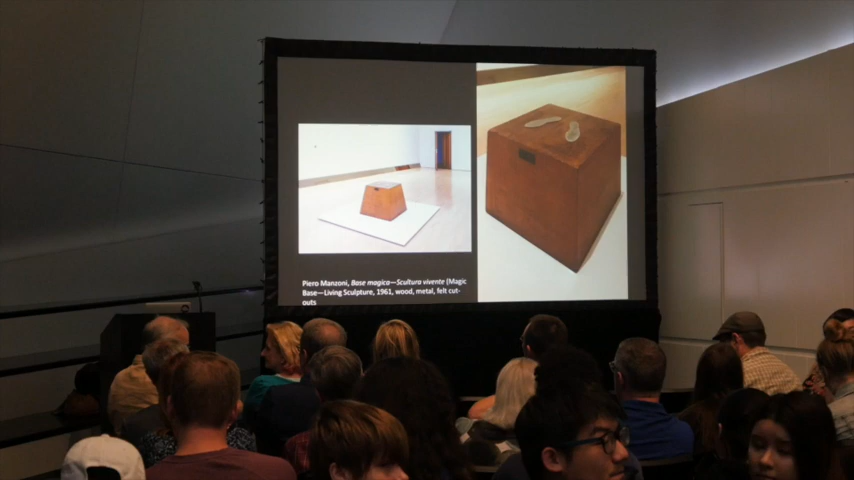 Piero Manzoni, Base magica—Scultura vivente (Magic
Base—Living Sculpture, 1961, wood, metal, felt cut-
outs